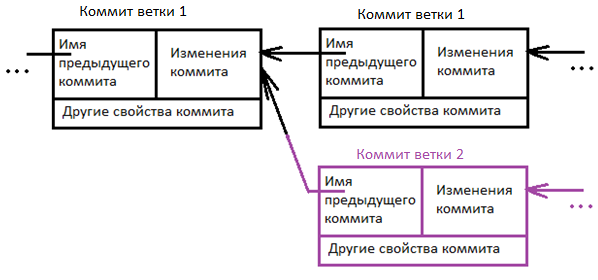 Коммит ветки 1
Имя
предыдущего
коммита
Изменения
коммита
Другие свойства коммита
...
Коммит ветки 1
Имя
предыдущего
коммита
Изменения
коммита
Другие свойства коммита
...
Коммит ветки 2
Имя
предыдущего
коммита
Изменения
коммита
Другие свойства коммита
...